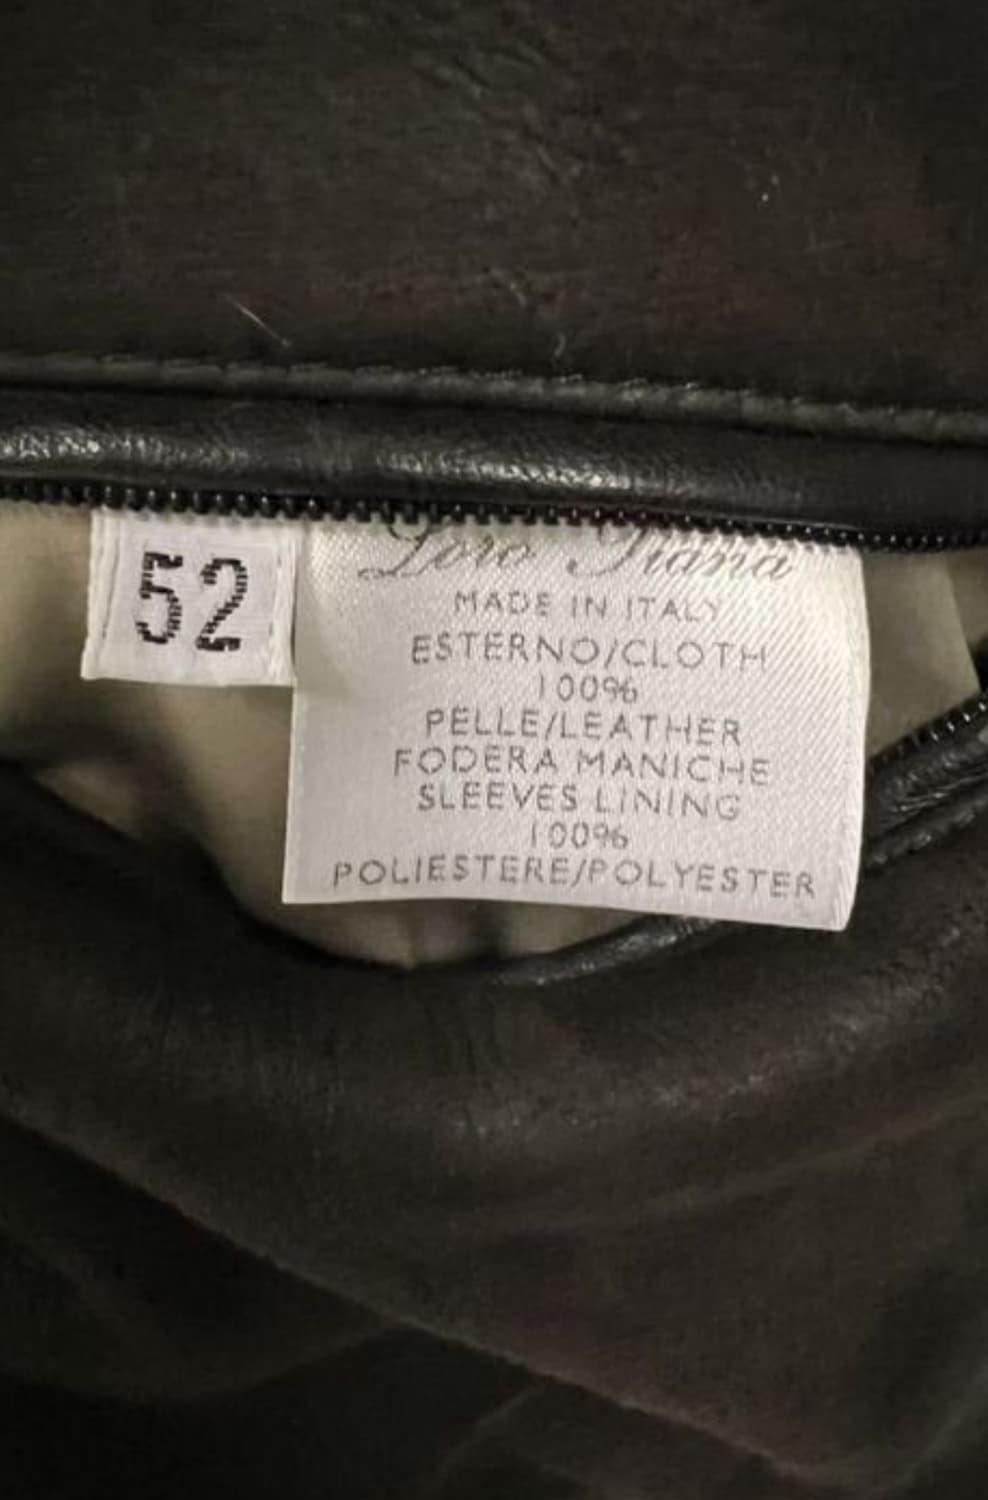 52
Loro Piana
MADE IN ITALY
ESTERNO/CLOTH
100%
PELLE/LEATHER
FODERA MANICHE
SLEEVES LINING
100%
POLIESTERE/POLYESTER